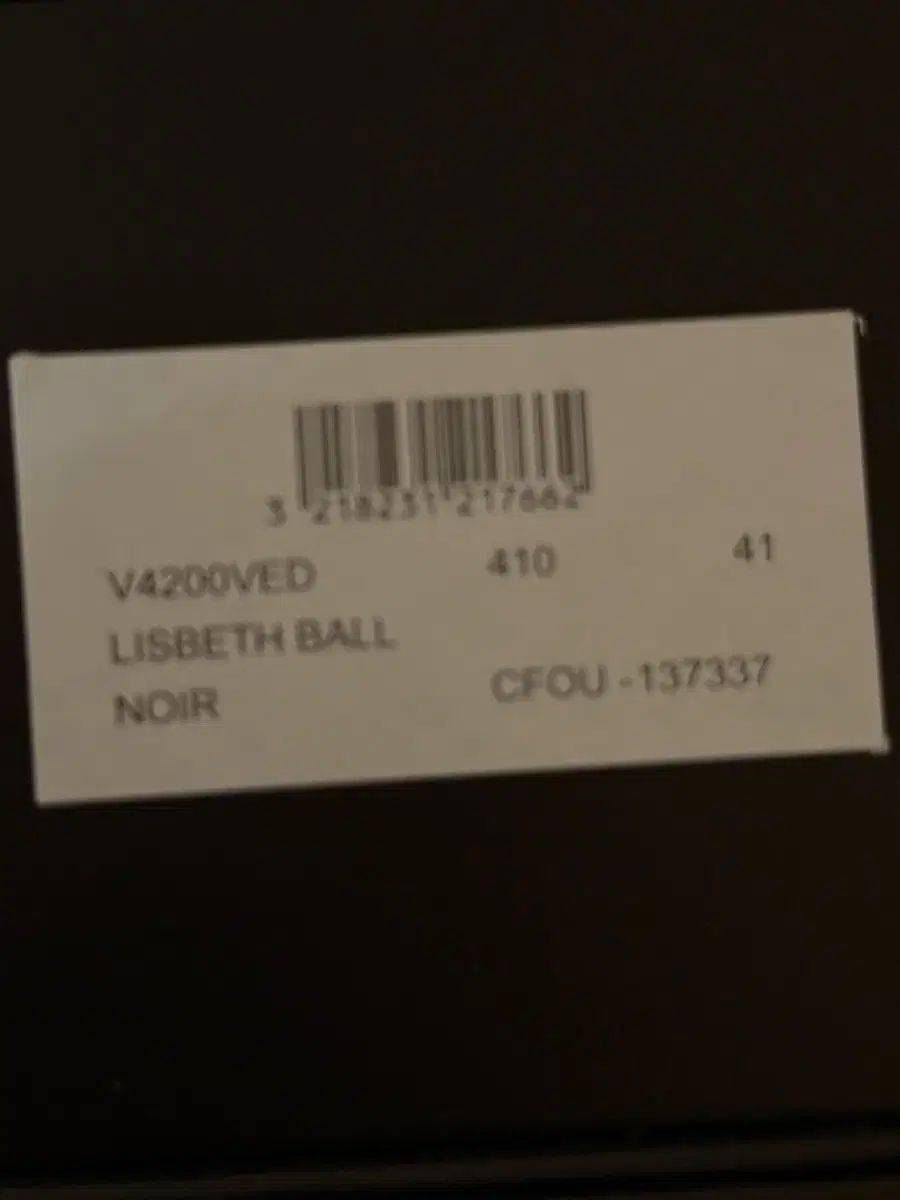 3 218231 217662
V4200VED 410 41
LISBETH BALL
NOIR CFOU -137337